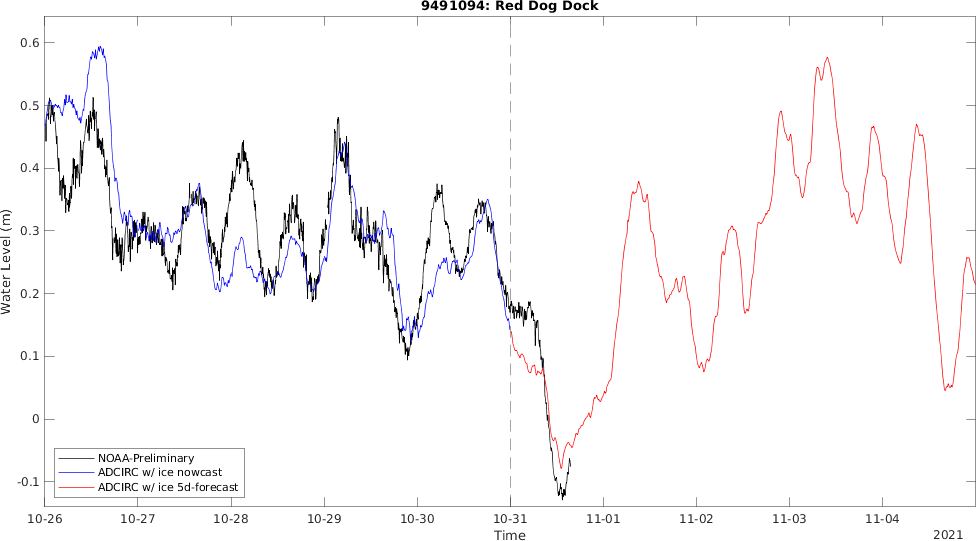 9491094: Red Dog Dock
Water Level (m)
0.6
0.5
0.4
0.3
0.2
0.1
0
-0.1
NOAA-Preliminary
ADCIRC w/ ice nowcast
ADCIRC w/ ice 5d-forecast
10-26 10-27 10-28 10-29 10-30 10-31 11-01 11-02 11-03 11-04
Time
2021